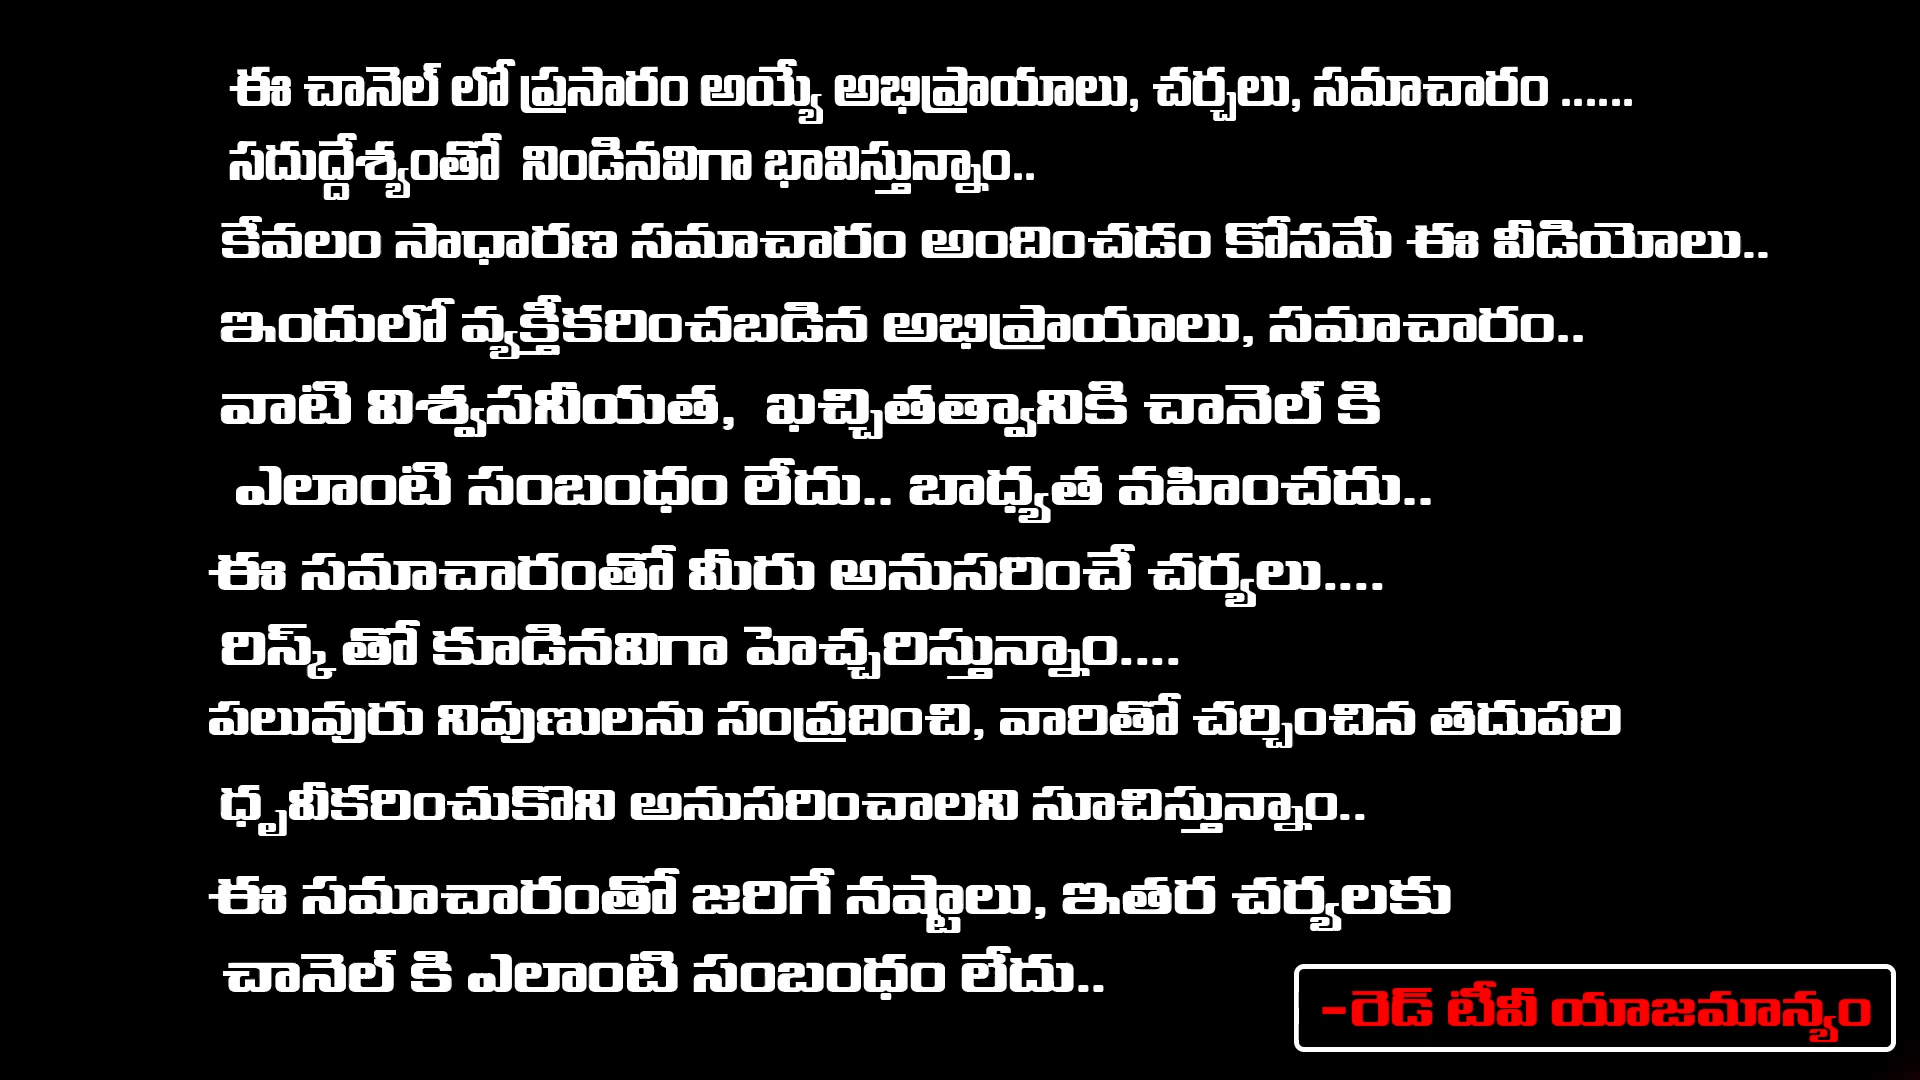 ఈ చానెల్ లో ప్రసారం అయ్యే అభిప్రాయాలు, చర్చలు, సమాచారం ......
సదుద్దేశ్యంతో నిండినవిగా భావిస్తున్నాం..
కేవలం సాధారణ సమాచారం అందించడం కోసమే ఈ వీడియోలు..
ఇందులో వ్యక్తీకరించబడిన అభిప్రాయాలు, సమాచారం..
వాటి విశ్వసనీయత, ఖచ్చితత్వానికి చానెల్ కి
ఎలాంటి సంబంధం లేదు.. బాధ్యత వహించదు..
ఈ సమాచారంతో మీరు అనుసరించే చర్యలు....
రిస్క్ తో కూడినవిగా హెచ్చరిస్తున్నాం....
పలువురు నిపుణులను సంప్రదించి, వారితో చర్చించిన తదుపరి
ధృవీకరించుకొని అనుసరించాలని సూచిస్తున్నాం..
ఈ సమాచారంతో జరిగే నష్టాలు, ఇతర చర్యలకు
చానెల్ కి ఎలాంటి సంబంధం లేదు..
-రెడ్ టీవీ యాజమాన్యం